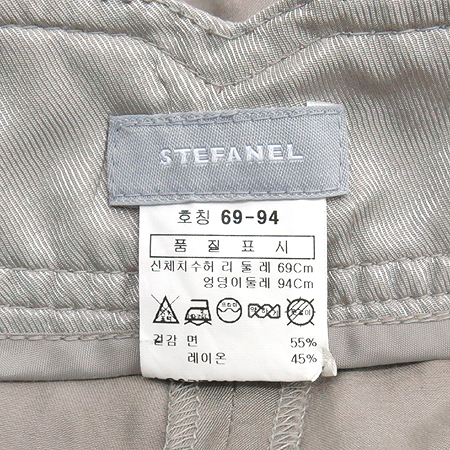 STEFANEL
호칭 69-94
품 질 표 시
신체치수허 리 둘 레 69Cm
엉덩이둘레 94Cm
겉감 면 55%
레이온 45%